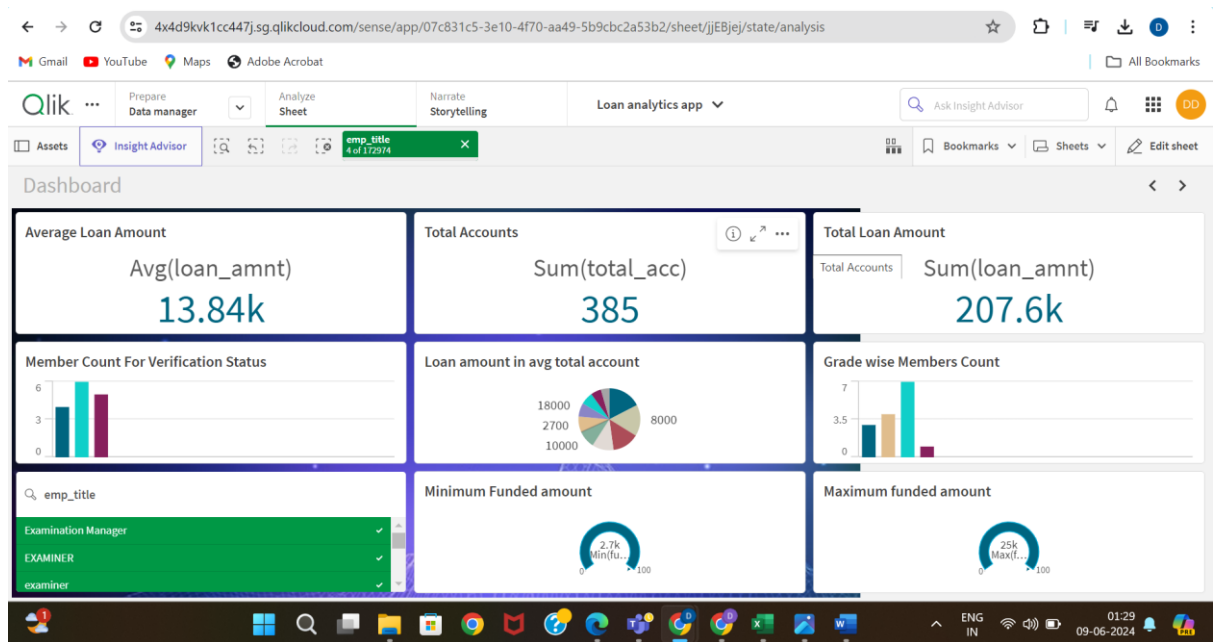 4x4d9kvk1cc447j.sg.qlikcloud.com/sense/app/07c831c5-3e10-4f70-aa49-5b9cbc2a53b2/sheet/jjEBjej/state/analysis
D
Gmail YouTube Maps Adobe Acrobat All Bookmarks
Qlik
Prepare
Data manager
Analyze
Sheet
Narrate
Storytelling
Loan analytics app
Ask Insight Advisor
DD
Assets
Insight Advisor
emp_title
4 of 172974
Bookmarks
Sheets
Edit sheet
Dashboard
Average Loan Amount
Avg(loan_amnt)
13.84k
Total Accounts
Sum(total_acc)
385
Total Loan Amount
Total Accounts
Sum(loan_amnt)
207.6k
Member Count For Verification Status
6
3
0
Loan amount in avg total account
18000
2700
10000
8000
Grade wise Members Count
7
3.5
0
emp_title
Examination Manager
EXAMINER
examiner
Minimum Funded amount
2.7k
Min(fu...
0
100
Maximum funded amount
25k
Max(f...
0
100
1
ENG
IN
01:29
09-06-2024